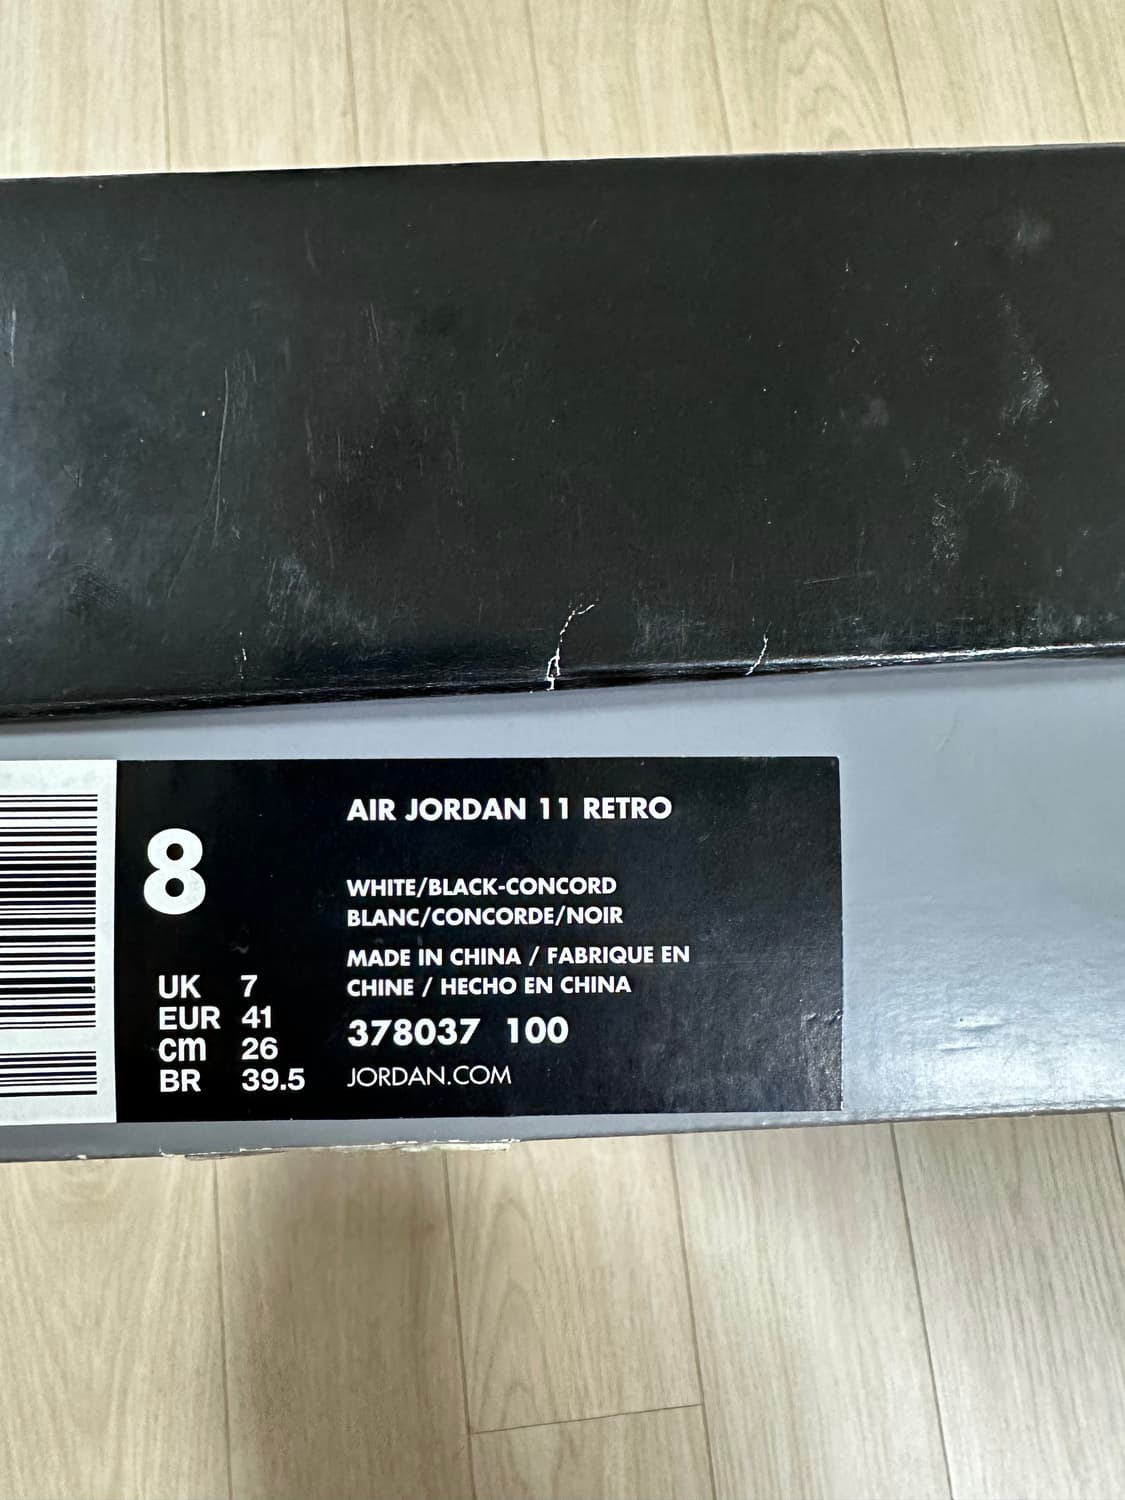 8
UK 7
EUR 41
cm 26
BR 39.5
AIR JORDAN 11 RETRO
WHITE/BLACK-CONCORD
BLANC/CONCORDE/NOIR
MADE IN CHINA / FABRIQUE EN
CHINE / HECHO EN CHINA
378037 100
JORDAN.COM